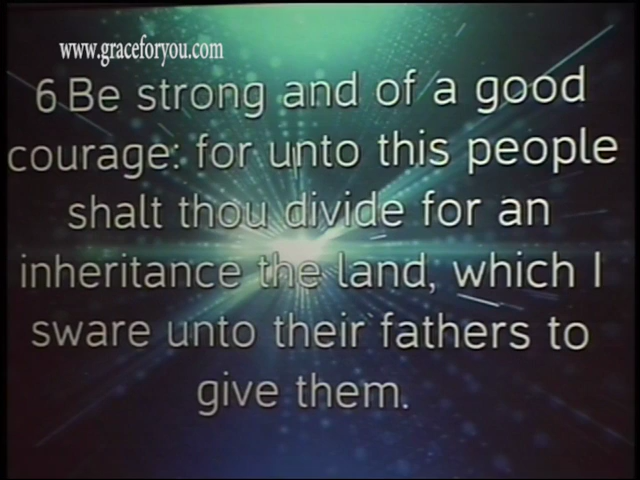 www.graceforyou.com
6 Be strong and of a good
courage: for unto this people
shalt thou divide for an
inheritance the land, which I
sware unto their fathers to
give them.